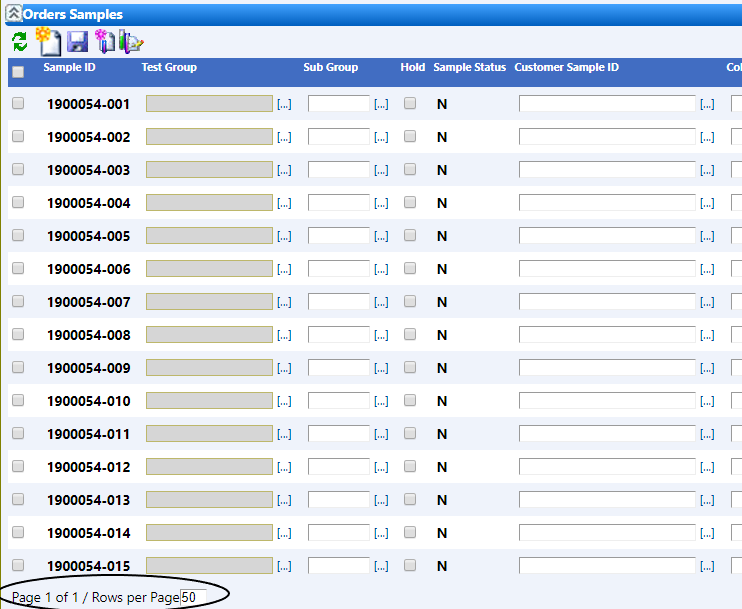 Orders Samples
Sample ID Test Group Sub Group Hold Sample Status Customer Sample ID Col
1900054-001 [...] [...] N [...]
1900054-002 [...] [...] N [...]
1900054-003 [...] [...] N [...]
1900054-004 [...] [...] N [...]
1900054-005 [...] [...] N [...]
1900054-006 [...] [...] N [...]
1900054-007 [...] [...] N [...]
1900054-008 [...] [...] N [...]
1900054-009 [...] [...] N [...]
1900054-010 [...] [...] N [...]
1900054-011 [...] [...] N [...]
1900054-012 [...] [...] N [...]
1900054-013 [...] [...] N [...]
1900054-014 [...] [...] N [...]
1900054-015 [...] [...] N [...]
Page 1 of 1 / Rows per Page 50